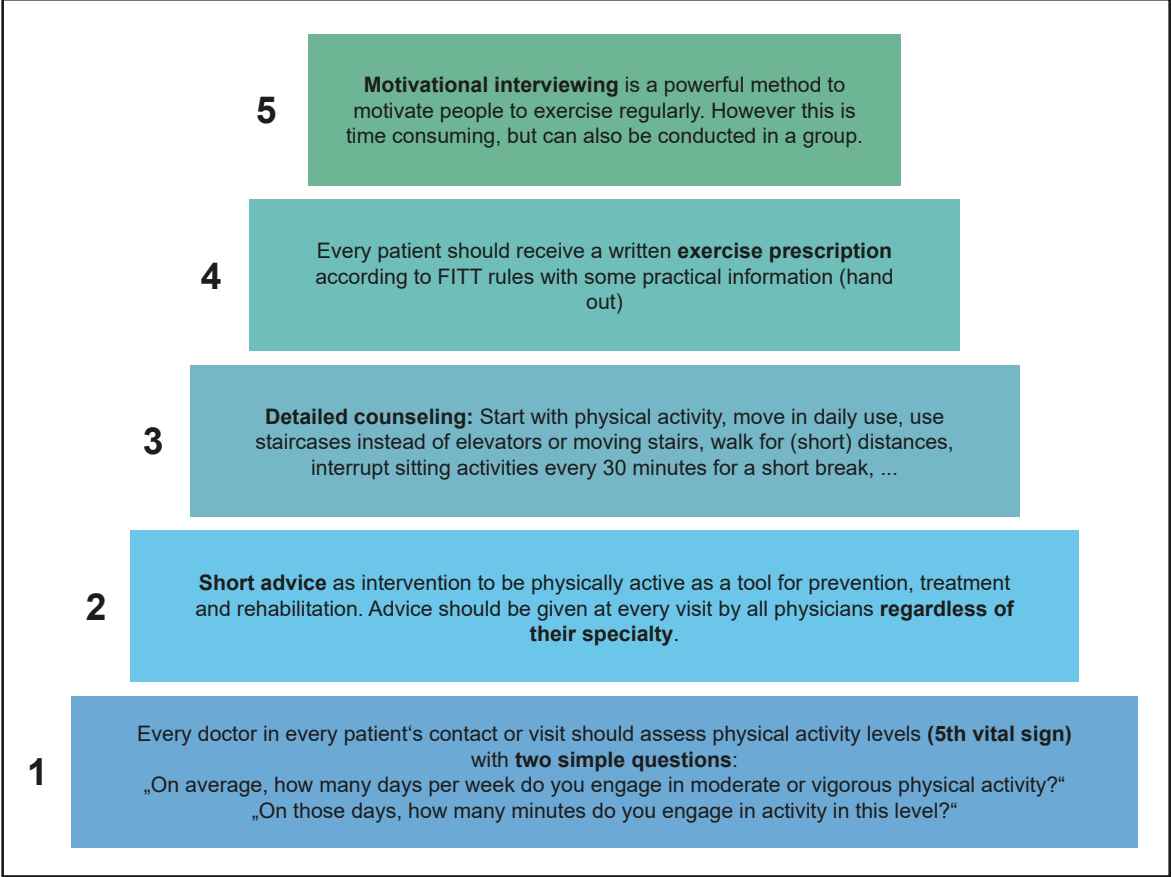 5
Motivational interviewing is a powerful method to
motivate people to exercise regularly. However this is
time consuming, but can also be conducted in a group.
4
Every patient should receive a written exercise prescription
according to FITT rules with some practical information (hand
out)
3
Detailed counseling: Start with physical activity, move in daily use, use
staircases instead of elevators or moving stairs, walk for (short) distances,
interrupt sitting activities every 30 minutes for a short break, ...
2
Short advice as intervention to be physically active as a tool for prevention, treatment
and rehabilitation. Advice should be given at every visit by all physicians regardless of
their specialty.
1
Every doctor in every patient‘s contact or visit should assess physical activity levels (5th vital sign)
with two simple questions:
„On average, how many days per week do you engage in moderate or vigorous physical activity?“
„On those days, how many minutes do you engage in activity in this level?“